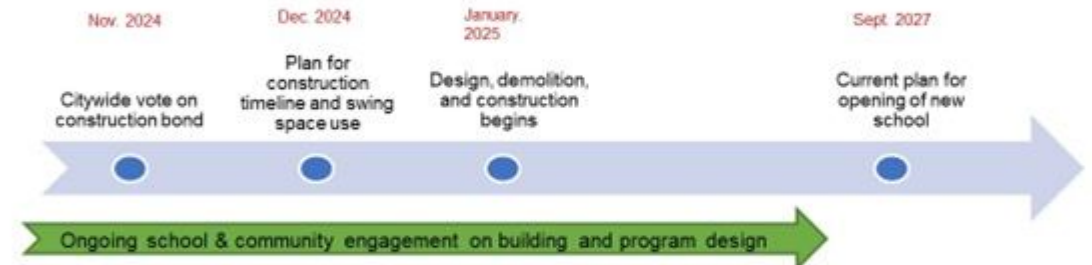 Nov. 2024
Dec. 2024
January.
2025
Sept. 2027
Citywide vote on
construction bond
Plan for
construction
timeline and swing
space use
Design, demolition,
and construction
begins
Current plan for
opening of new
school
Ongoing school & community engagement on building and program design